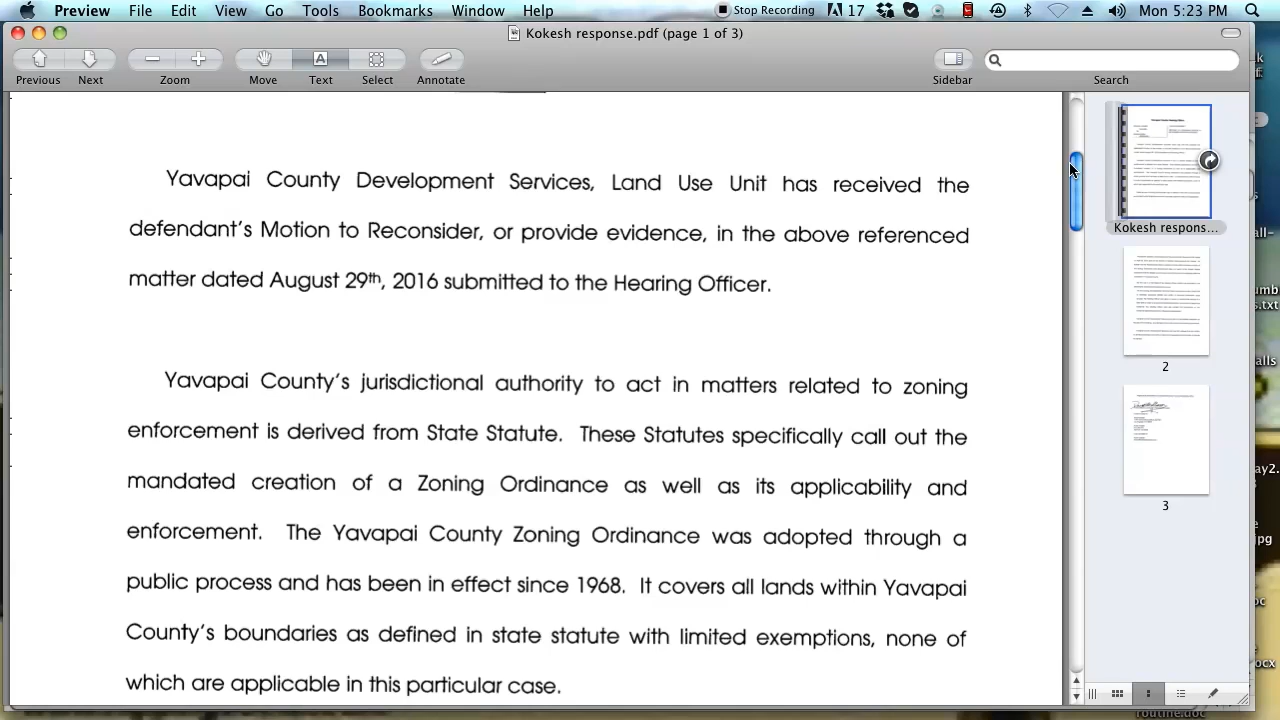 Preview File Edit View Go Tools Bookmarks Window Help Stop Recording 17 Mon 5:23 PM
Kokesh response.pdf (page 1 of 3)
Previous Next Zoom Move Text Select Annotate Sidebar Search
Yavapai County Development Services, Land Use Unit has received the
defendant's Motion to Reconsider, or provide evidence, in the above referenced
matter dated August 29th, 2016 Submitted to the Hearing Officer.
Yavapai County's jurisdictional authority to act in matters related to zoning
enforcement is derived from State Statute. These Statutes specifically call out the
mandated creation of a Zoning Ordinance as well as its applicability and
enforcement. The Yavapai County Zoning Ordinance was adopted through a
public process and has been in effect since 1968. It covers all lands within Yavapai
County's boundaries as defined in state statute with limited exemptions, none of
which are applicable in this particular case.
Kokesh respons...
2
3
routine.doc